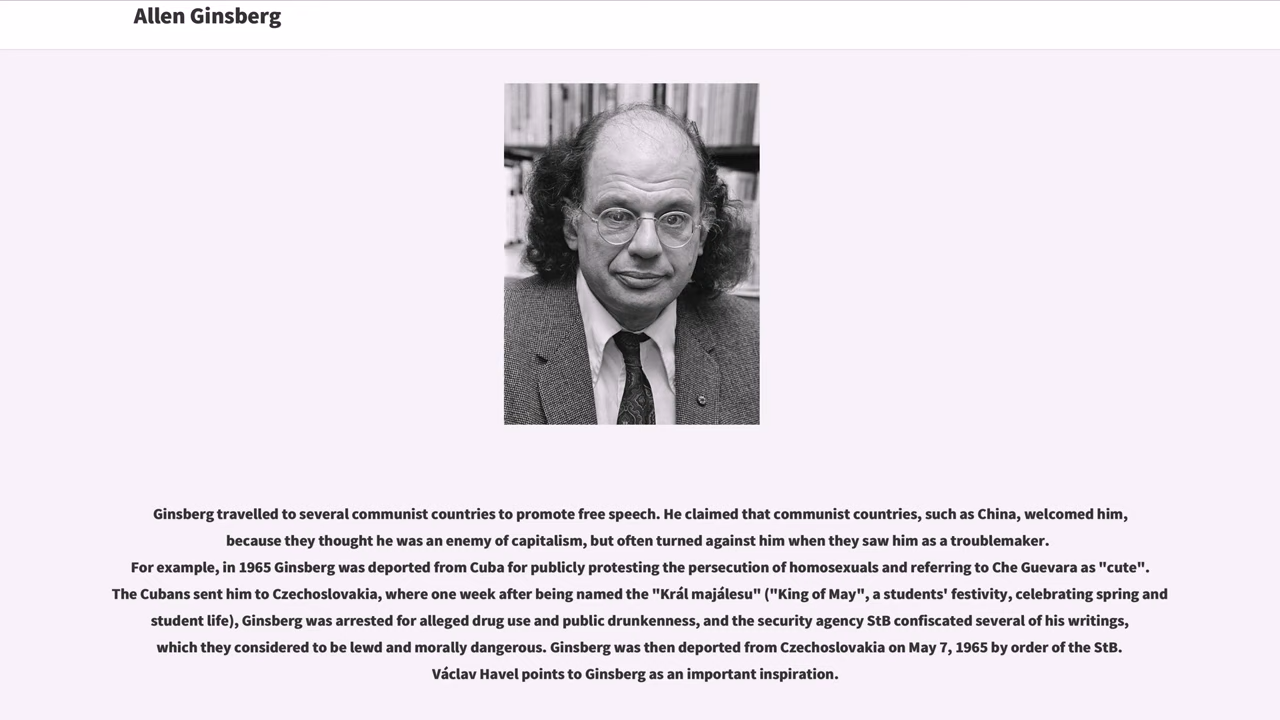 Allen Ginsberg
Ginsberg travelled to several communist countries to promote free speech. He claimed that communist countries, such as China, welcomed him,
because they thought he was an enemy of capitalism, but often turned against him when they saw him as a troublemaker.
For example, in 1965 Ginsberg was deported from Cuba for publicly protesting the persecution of homosexuals and referring to Che Guevara as "cute".
The Cubans sent him to Czechoslovakia, where one week after being named the "Král majálesu" ("King of May", a students' festivity, celebrating spring and
student life), Ginsberg was arrested for alleged drug use and public drunkenness, and the security agency StB confiscated several of his writings,
which they considered to be lewd and morally dangerous. Ginsberg was then deported from Czechoslovakia on May 7, 1965 by order of the StB.
Václav Havel points to Ginsberg as an important inspiration.